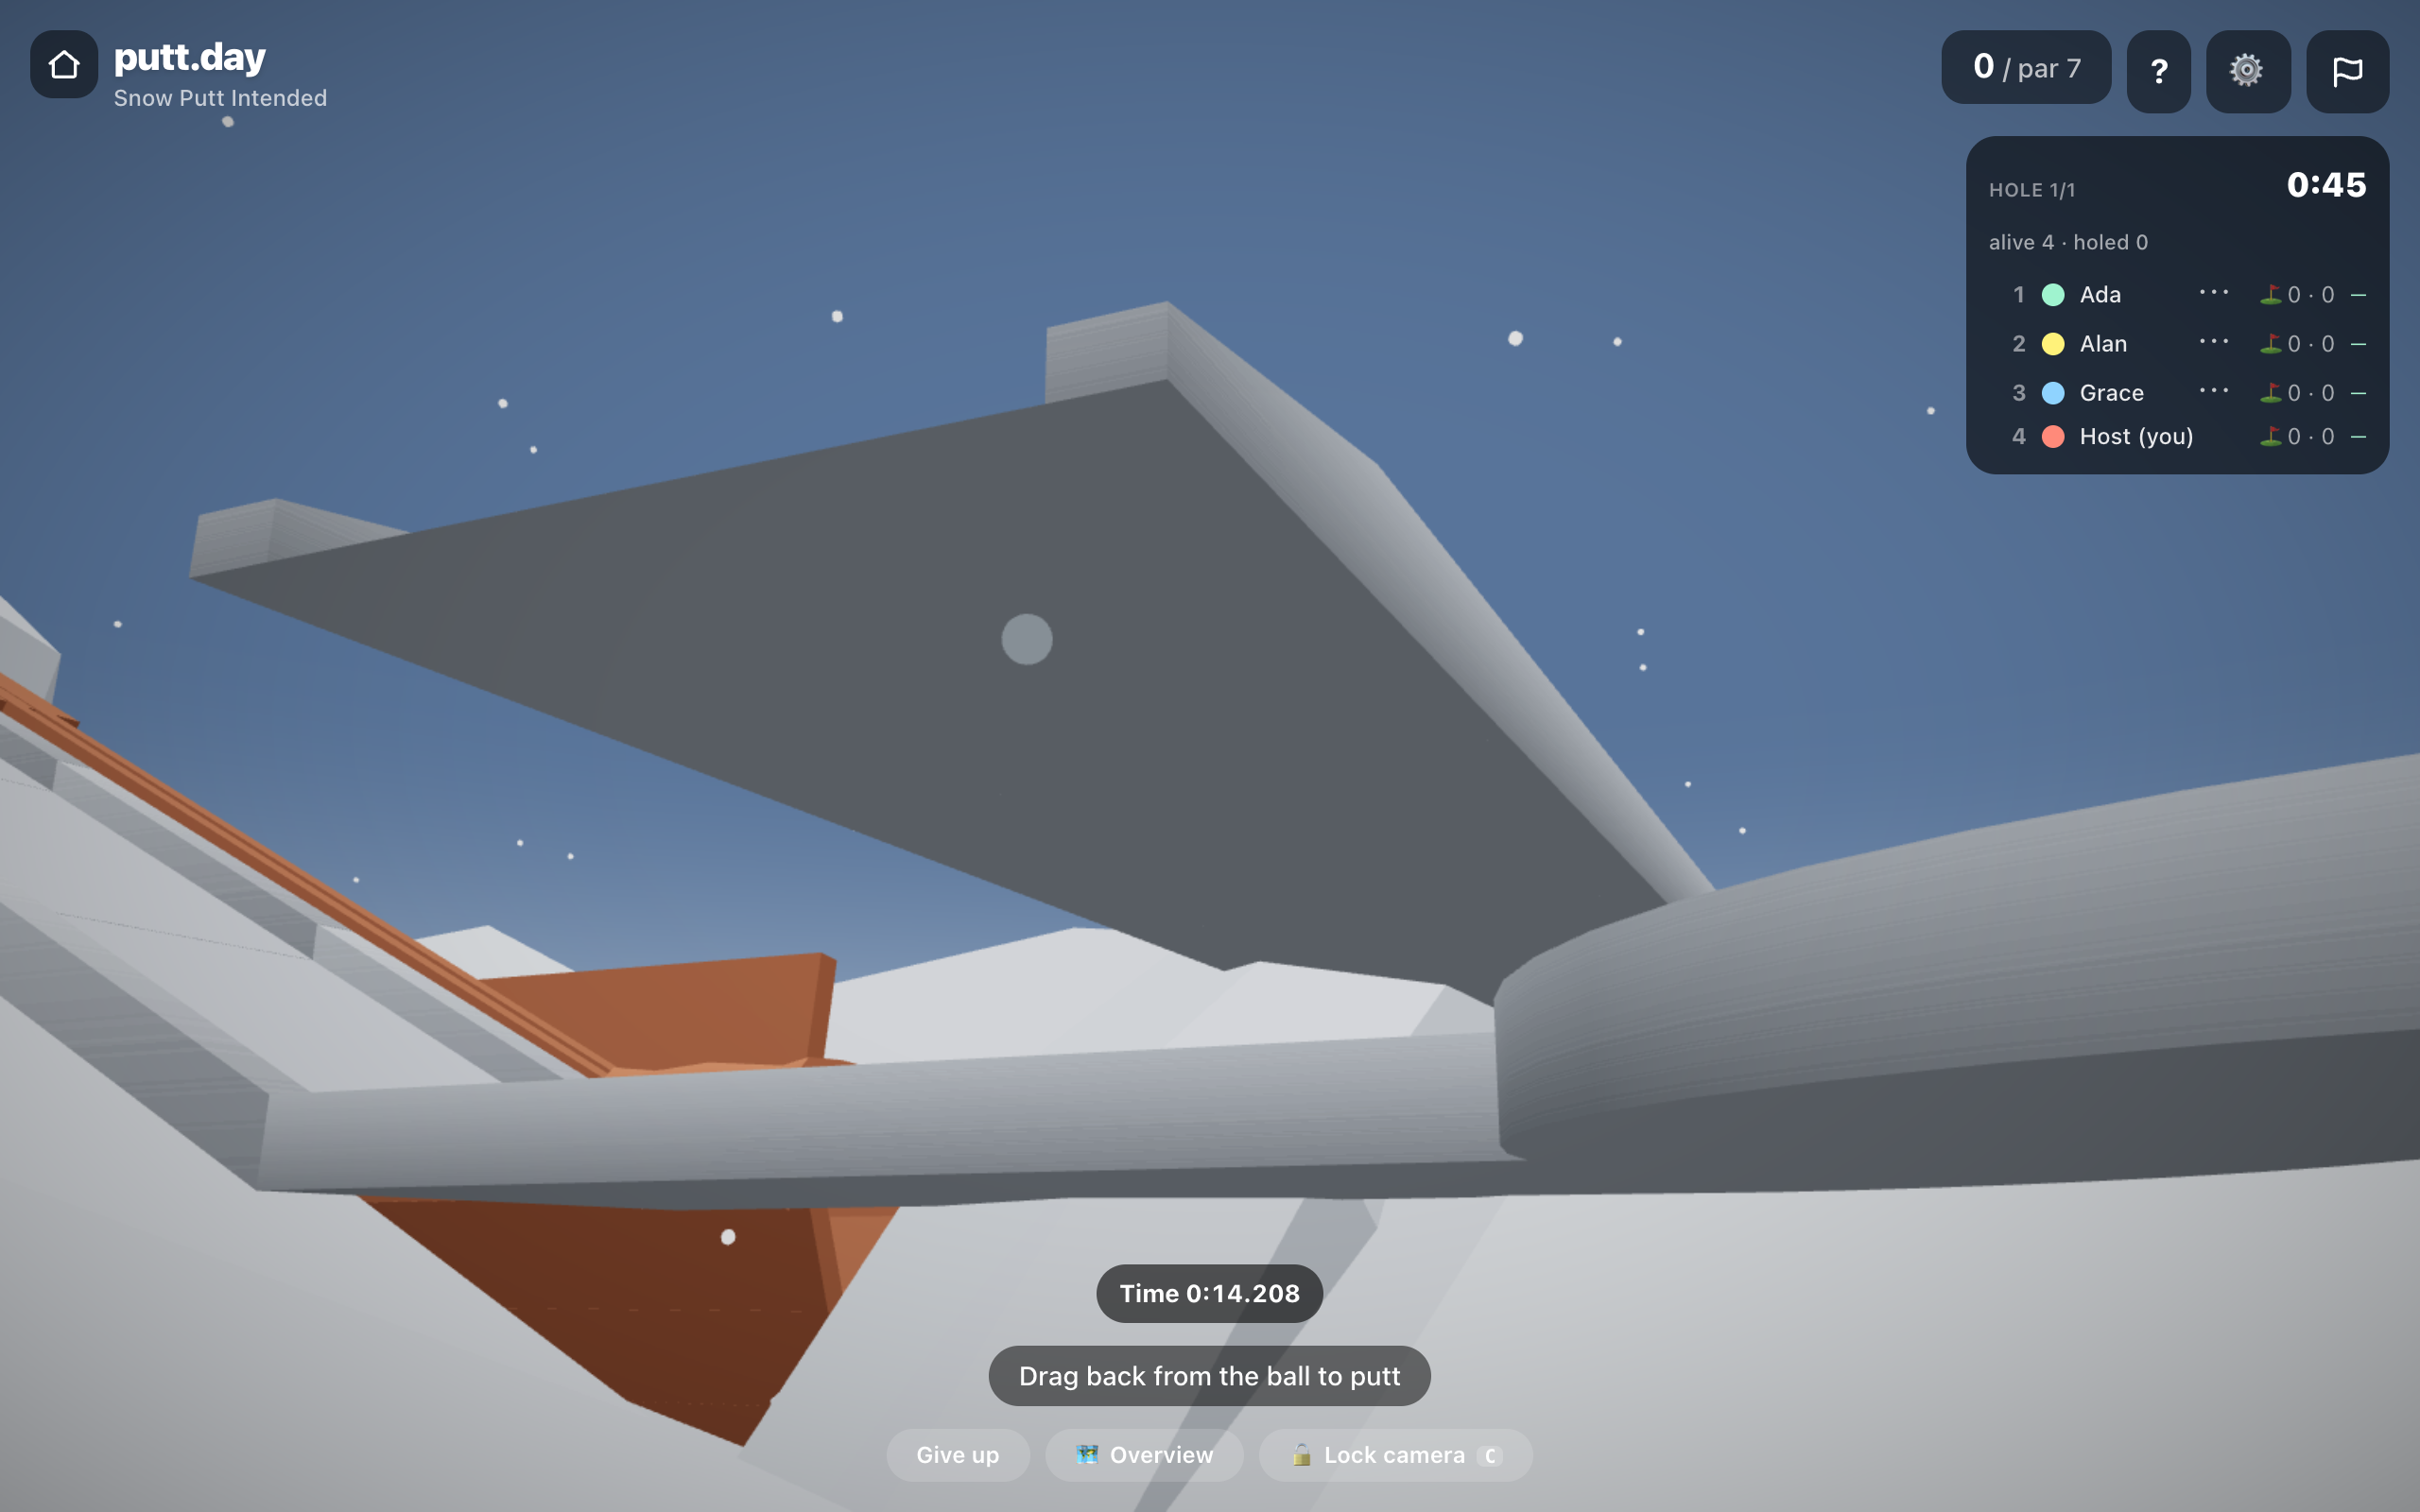 putt.day
Snow Putt Intended
0 / par 7
?
HOLE 1/1 0:45
alive 4 · holed 0
1 Ada ··· 0 · 0 —
2 Alan ··· 0 · 0 —
3 Grace ··· 0 · 0 —
4 Host (you) 0 · 0 —
Time 0:14.208
Drag back from the ball to putt
Give up Overview Lock camera C